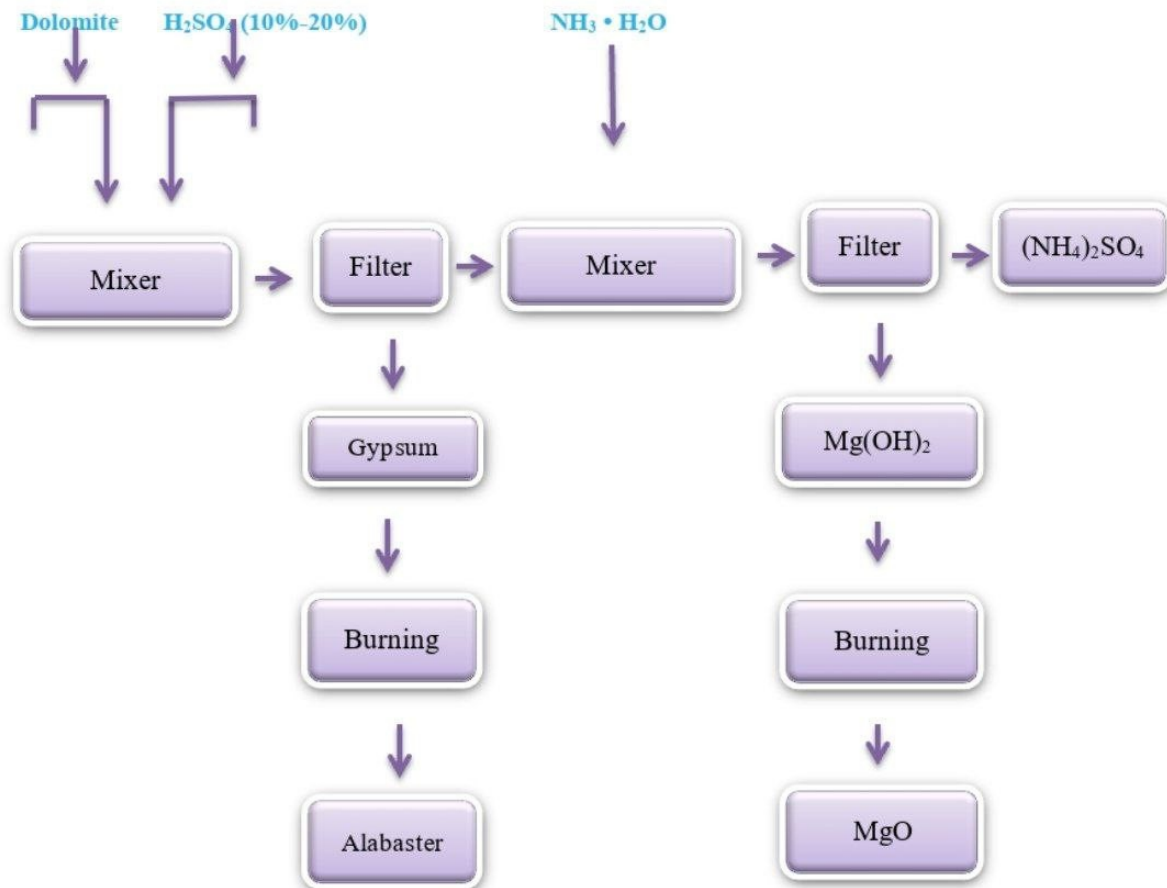 Dolomite
H₂SO₄ (10%-20%)
NH₃ • H₂O
Mixer
Filter
Mixer
Filter
(NH₄)₂SO₄
Gypsum
Mg(OH)₂
Burning
Burning
Alabaster
MgO